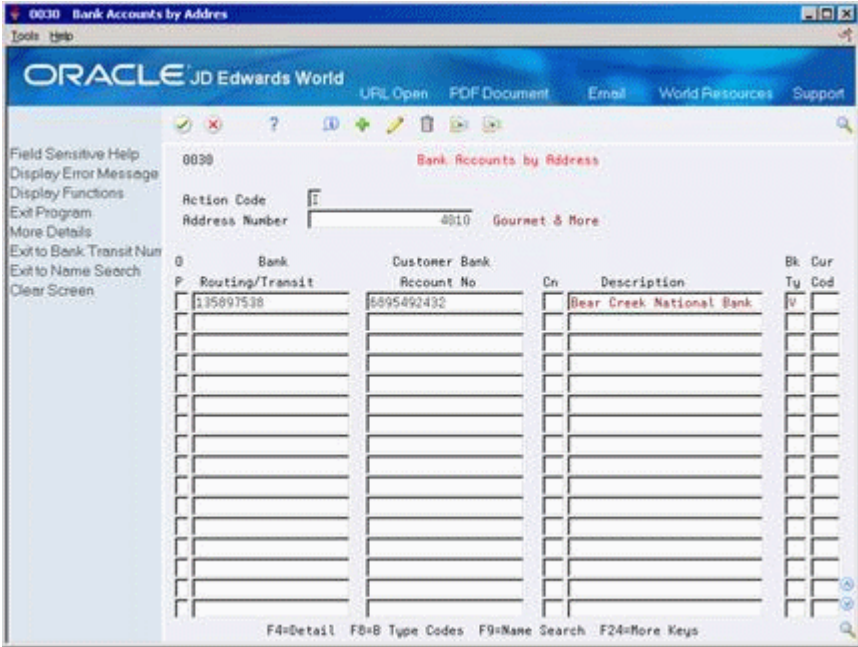 0030 Bank Accounts by Addres
Tools Help
ORACLE JD Edwards World
URL Open PDF Document Email World Resources Support
Field Sensitive Help
Display Error Message
Display Functions
Exit Program
More Details
Exit to Bank Transit Num
Exit to Name Search
Clear Screen
0030 Bank Accounts by Address
Action Code I
Address Number 4010 Gourmet & More
O Bank Customer Bank Bk Cur
P Routing/Transit Account No Cn Description Ty Cod
135897538 6895492432 Bear Creek National Bank V
F4=Detail F8=B Type Codes F9=Name Search F24=More Keys